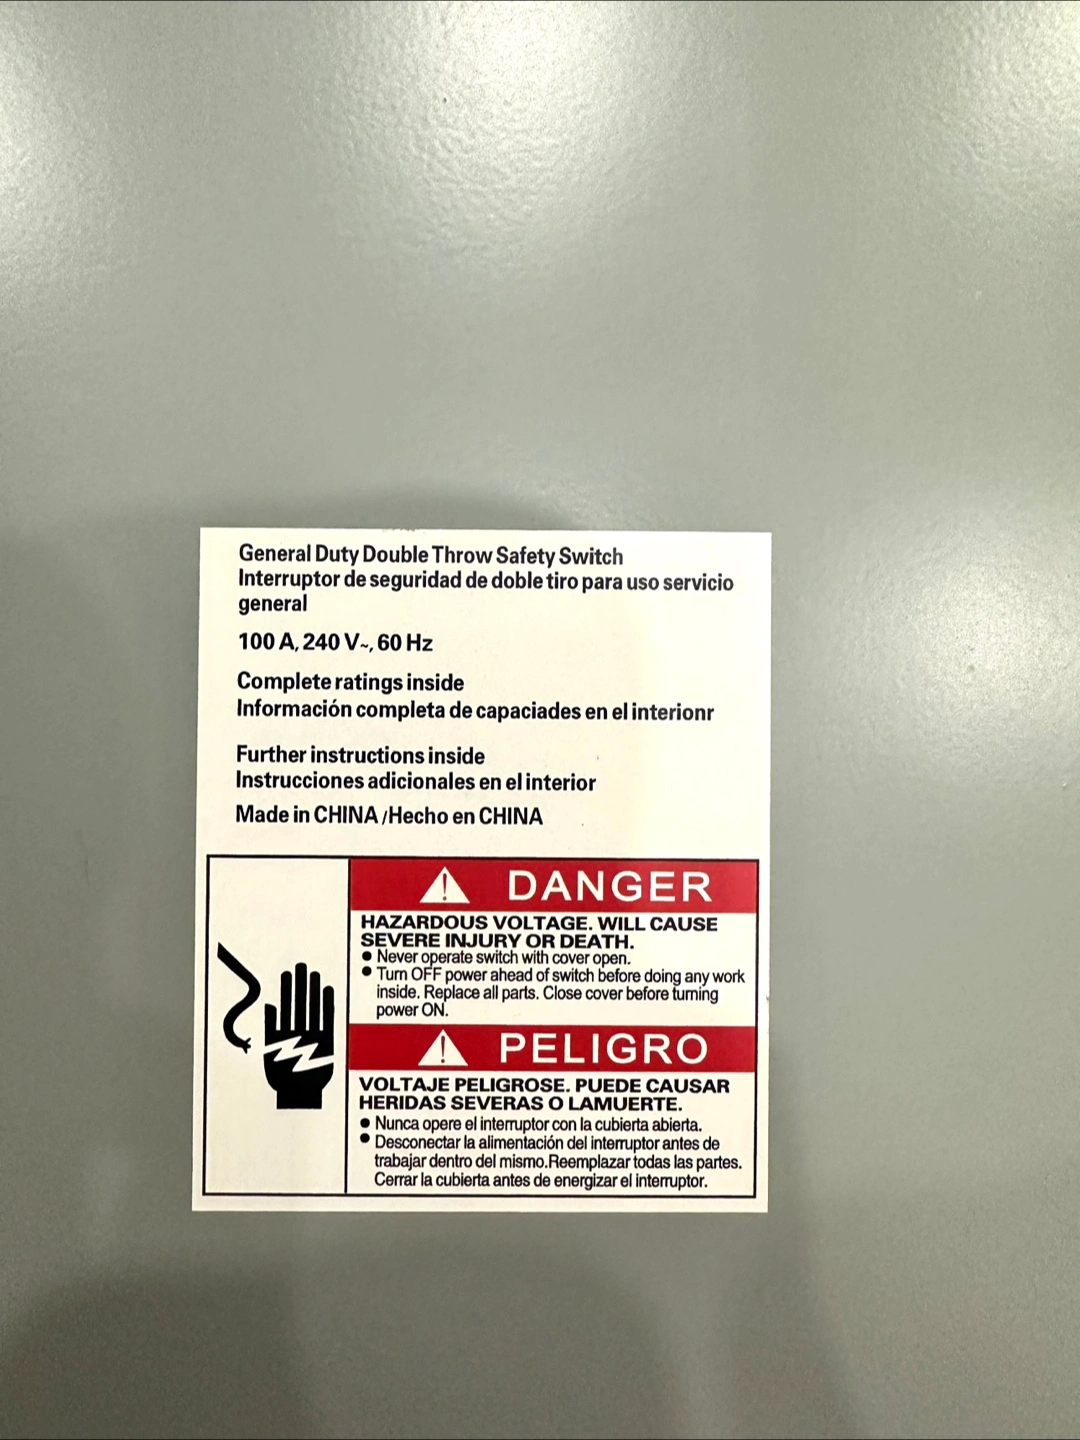 General Duty Double Throw Safety Switch
Interruptor de seguridad de doble tiro para uso servicio
general
100 A, 240 V~, 60 Hz
Complete ratings inside
Información completa de capaciades en el interionr
Further instructions inside
Instrucciones adicionales en el interior
Made in CHINA /Hecho en CHINA
DANGER
HAZARDOUS VOLTAGE. WILL CAUSE
SEVERE INJURY OR DEATH.
● Never operate switch with cover open.
● Turn OFF power ahead of switch before doing any work
inside. Replace all parts. Close cover before turning
power ON.
PELIGRO
VOLTAJE PELIGROSE. PUEDE CAUSAR
HERIDAS SEVERAS O LAMUERTE.
● Nunca opere el interruptor con la cubierta abierta.
● Desconectar la alimentación del interruptor antes de
trabajar dentro del mismo.Reemplazar todas las partes.
Cerrar la cubierta antes de energizar el interruptor.